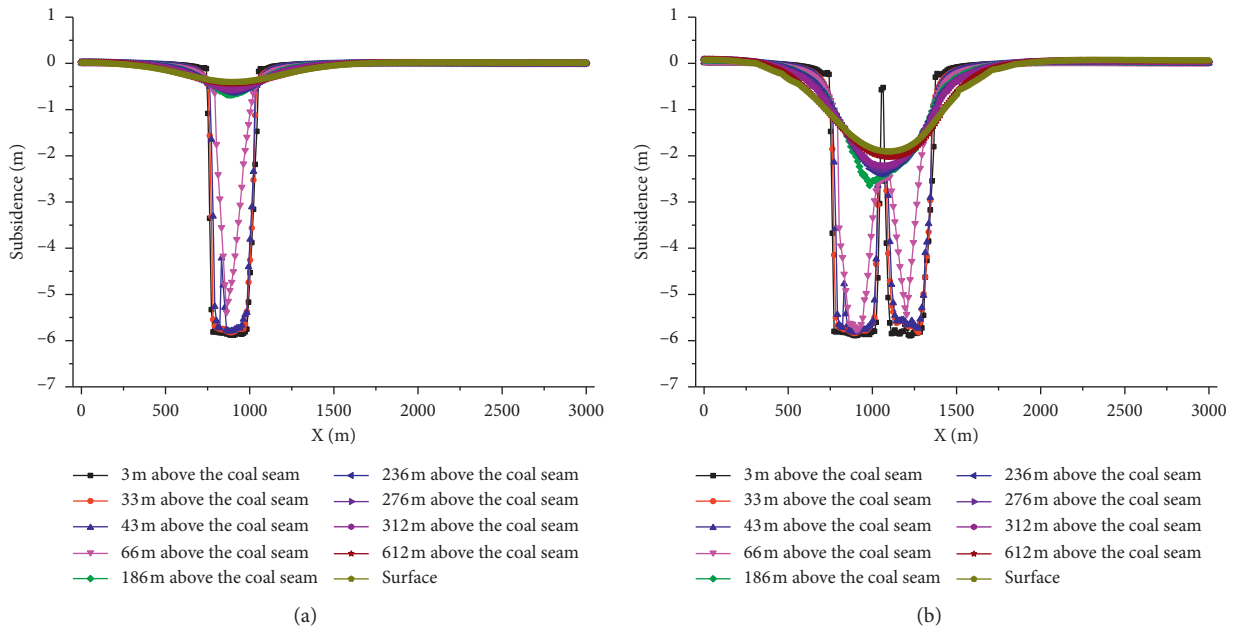 1
0
−1
−2
−3
−4
−5
−6
−7
Subsidence (m)
0 500 1000 1500 2000 2500 3000
X (m)
3 m above the coal seam
33 m above the coal seam
43 m above the coal seam
66 m above the coal seam
186 m above the coal seam
236 m above the coal seam
276 m above the coal seam
312 m above the coal seam
612 m above the coal seam
Surface
(a)
1
0
−1
−2
−3
−4
−5
−6
−7
Subsidence (m)
0 500 1000 1500 2000 2500 3000
X (m)
3 m above the coal seam
33 m above the coal seam
43 m above the coal seam
66 m above the coal seam
186 m above the coal seam
236 m above the coal seam
276 m above the coal seam
312 m above the coal seam
612 m above the coal seam
Surface
(b)